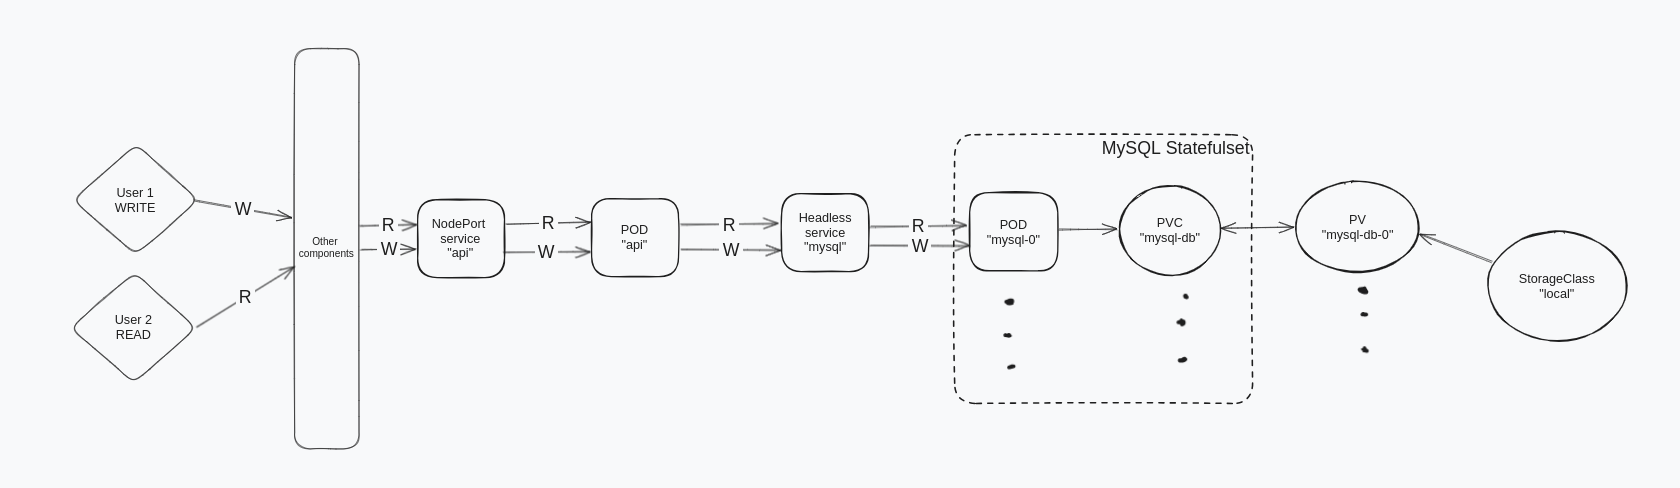 User 1
WRITE
W
User 2
READ
R
Other
components
R
W
NodePort
service
"api"
R
W
POD
"api"
R
W
Headless
service
"mysql"
R
W
MySQL Statefulset
POD
"mysql-0"
PVC
"mysql-db"
PV
"mysql-db-0"
StorageClass
"local"